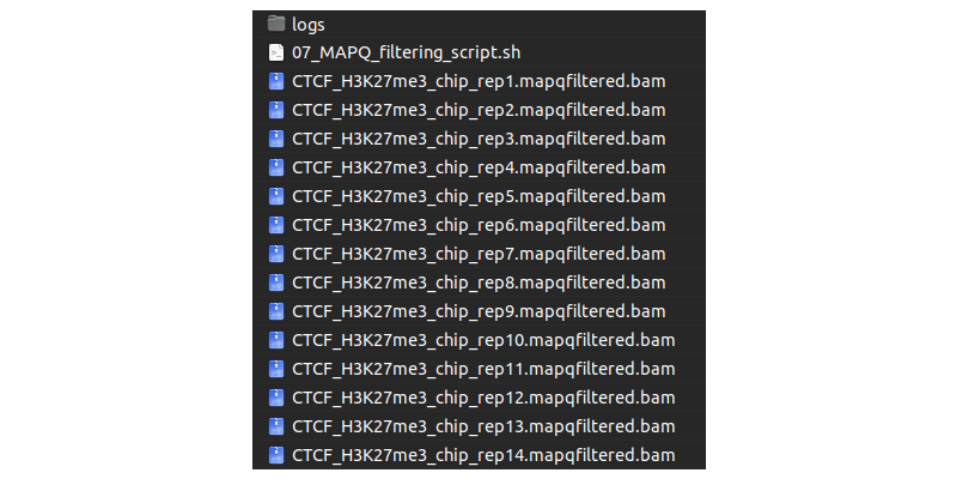 logs
07_MAPQ_filtering_script.sh
CTCF_H3K27me3_chip_rep1.mapqfiltered.bam
CTCF_H3K27me3_chip_rep2.mapqfiltered.bam
CTCF_H3K27me3_chip_rep3.mapqfiltered.bam
CTCF_H3K27me3_chip_rep4.mapqfiltered.bam
CTCF_H3K27me3_chip_rep5.mapqfiltered.bam
CTCF_H3K27me3_chip_rep6.mapqfiltered.bam
CTCF_H3K27me3_chip_rep7.mapqfiltered.bam
CTCF_H3K27me3_chip_rep8.mapqfiltered.bam
CTCF_H3K27me3_chip_rep9.mapqfiltered.bam
CTCF_H3K27me3_chip_rep10.mapqfiltered.bam
CTCF_H3K27me3_chip_rep11.mapqfiltered.bam
CTCF_H3K27me3_chip_rep12.mapqfiltered.bam
CTCF_H3K27me3_chip_rep13.mapqfiltered.bam
CTCF_H3K27me3_chip_rep14.mapqfiltered.bam